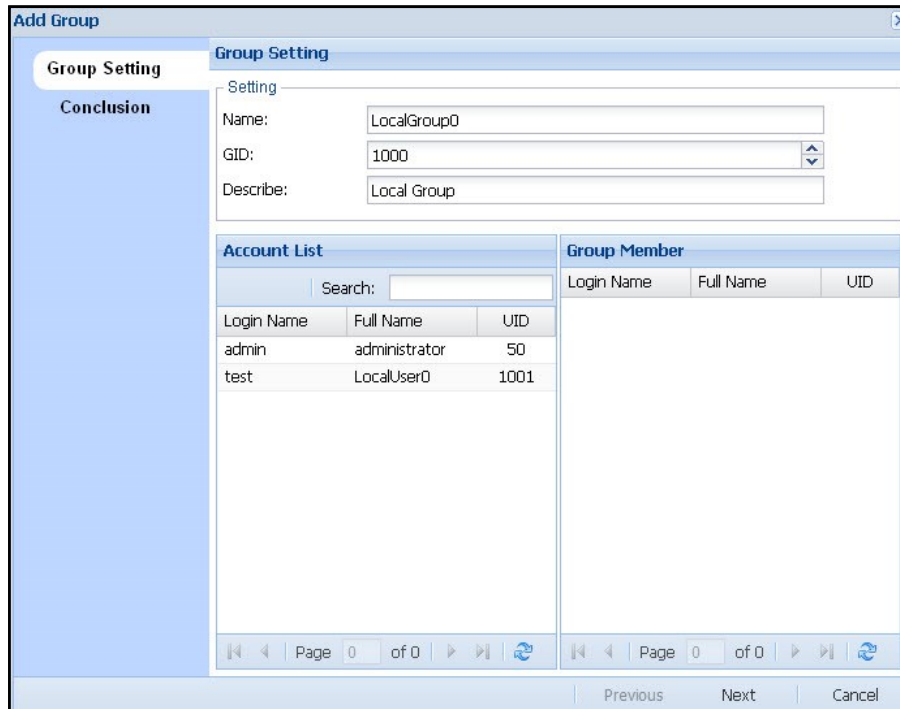 Add Group
Group Setting
Conclusion
Group Setting
Setting
Name: LocalGroup0
GID: 1000
Describe: Local Group
Account List
Search:
Login Name Full Name UID
admin administrator 50
test LocalUser0 1001
Page 0 of 0
Group Member
Login Name Full Name UID
Page 0 of 0
Previous Next Cancel